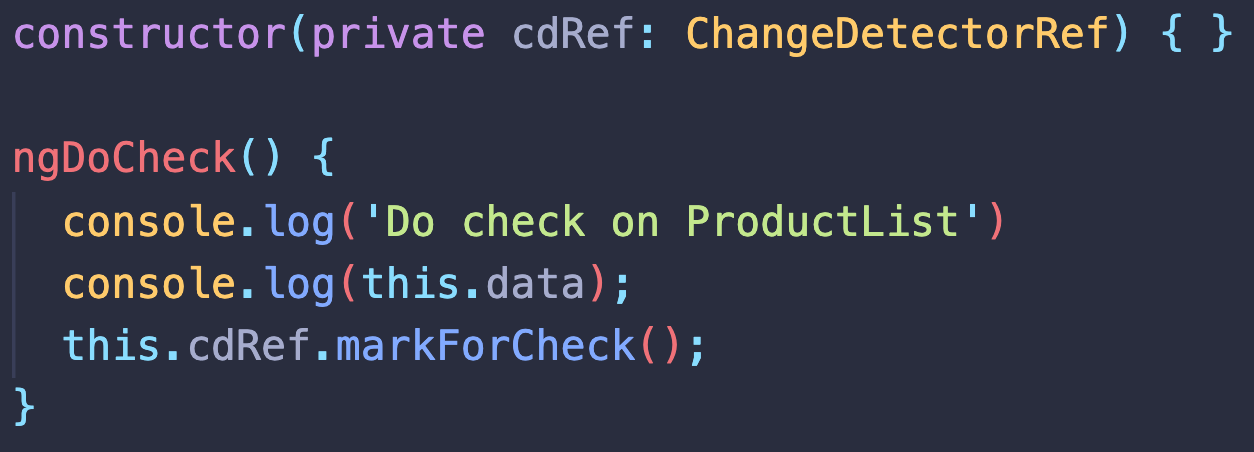 constructor(private cdRef: ChangeDetectorRef) { }
ngDoCheck() {
console.log('Do check on ProductList')
console.log(this.data);
this.cdRef.markForCheck();
}